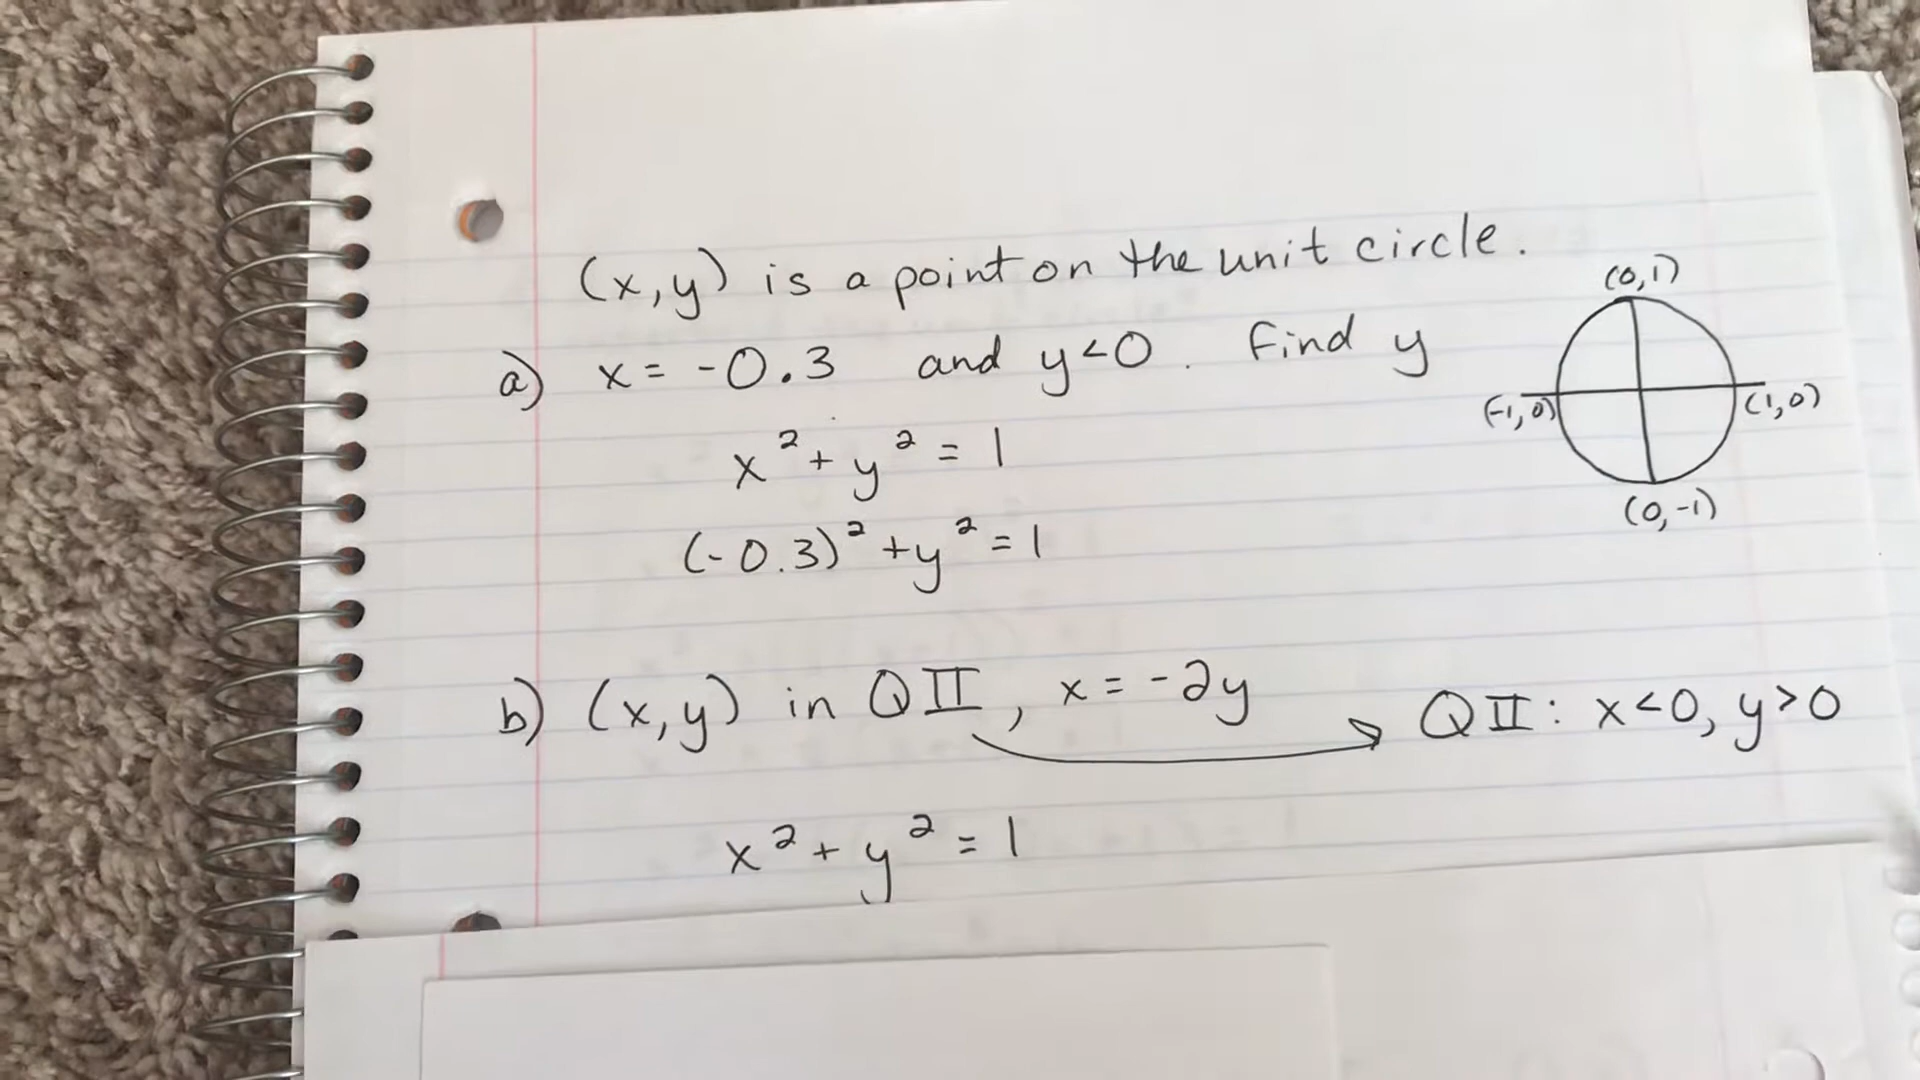 (x,y) is a point on the unit circle.
(0,1)
a) x = -0.3 and y<0. Find y
(-1,0)
(1,0)
x² + y² = 1
(0,-1)
(-0.3)² + y² = 1
b) (x,y) in QII, x = -2y
QII: x<0, y>0
x² + y² = 1